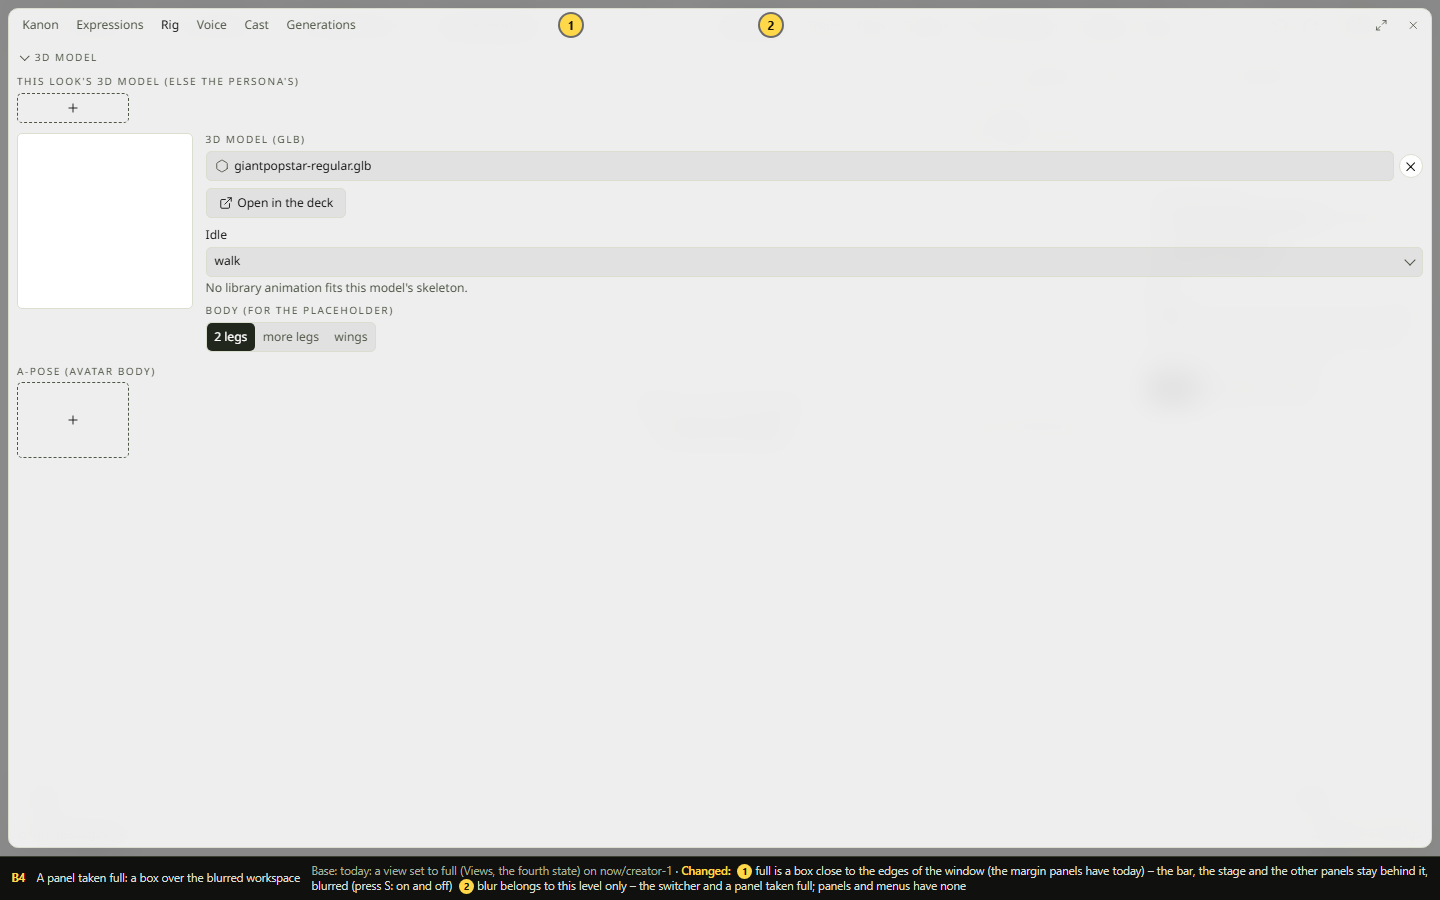 Kanon Expressions Rig Voice Cast Generations
1 2
3D MODEL
THIS LOOK'S 3D MODEL (ELSE THE PERSONA'S)
+
3D MODEL (GLB)
giantpopstar-regular.glb
Open in the deck
Idle
walk
No library animation fits this model's skeleton.
BODY (FOR THE PLACEHOLDER)
2 legs more legs wings
A-POSE (AVATAR BODY)
+
B4 A panel taken full: a box over the blurred workspace
Base: today: a view set to full (Views, the fourth state) on now/creator-1 · Changed: 1 full is a box close to the edges of the window (the margin panels have today) – the bar, the stage and the other panels stay behind it,
blurred (press S: on and off) 2 blur belongs to this level only – the switcher and a panel taken full; panels and menus have none